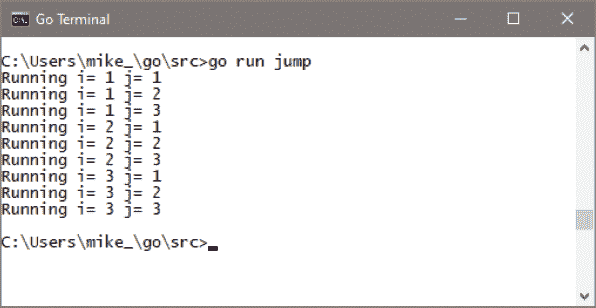 Go Terminal
C:\Users\mike_\go\src>go run jump
Running i= 1 j= 1
Running i= 1 j= 2
Running i= 1 j= 3
Running i= 2 j= 1
Running i= 2 j= 2
Running i= 2 j= 3
Running i= 3 j= 1
Running i= 3 j= 2
Running i= 3 j= 3
C:\Users\mike_\go\src>